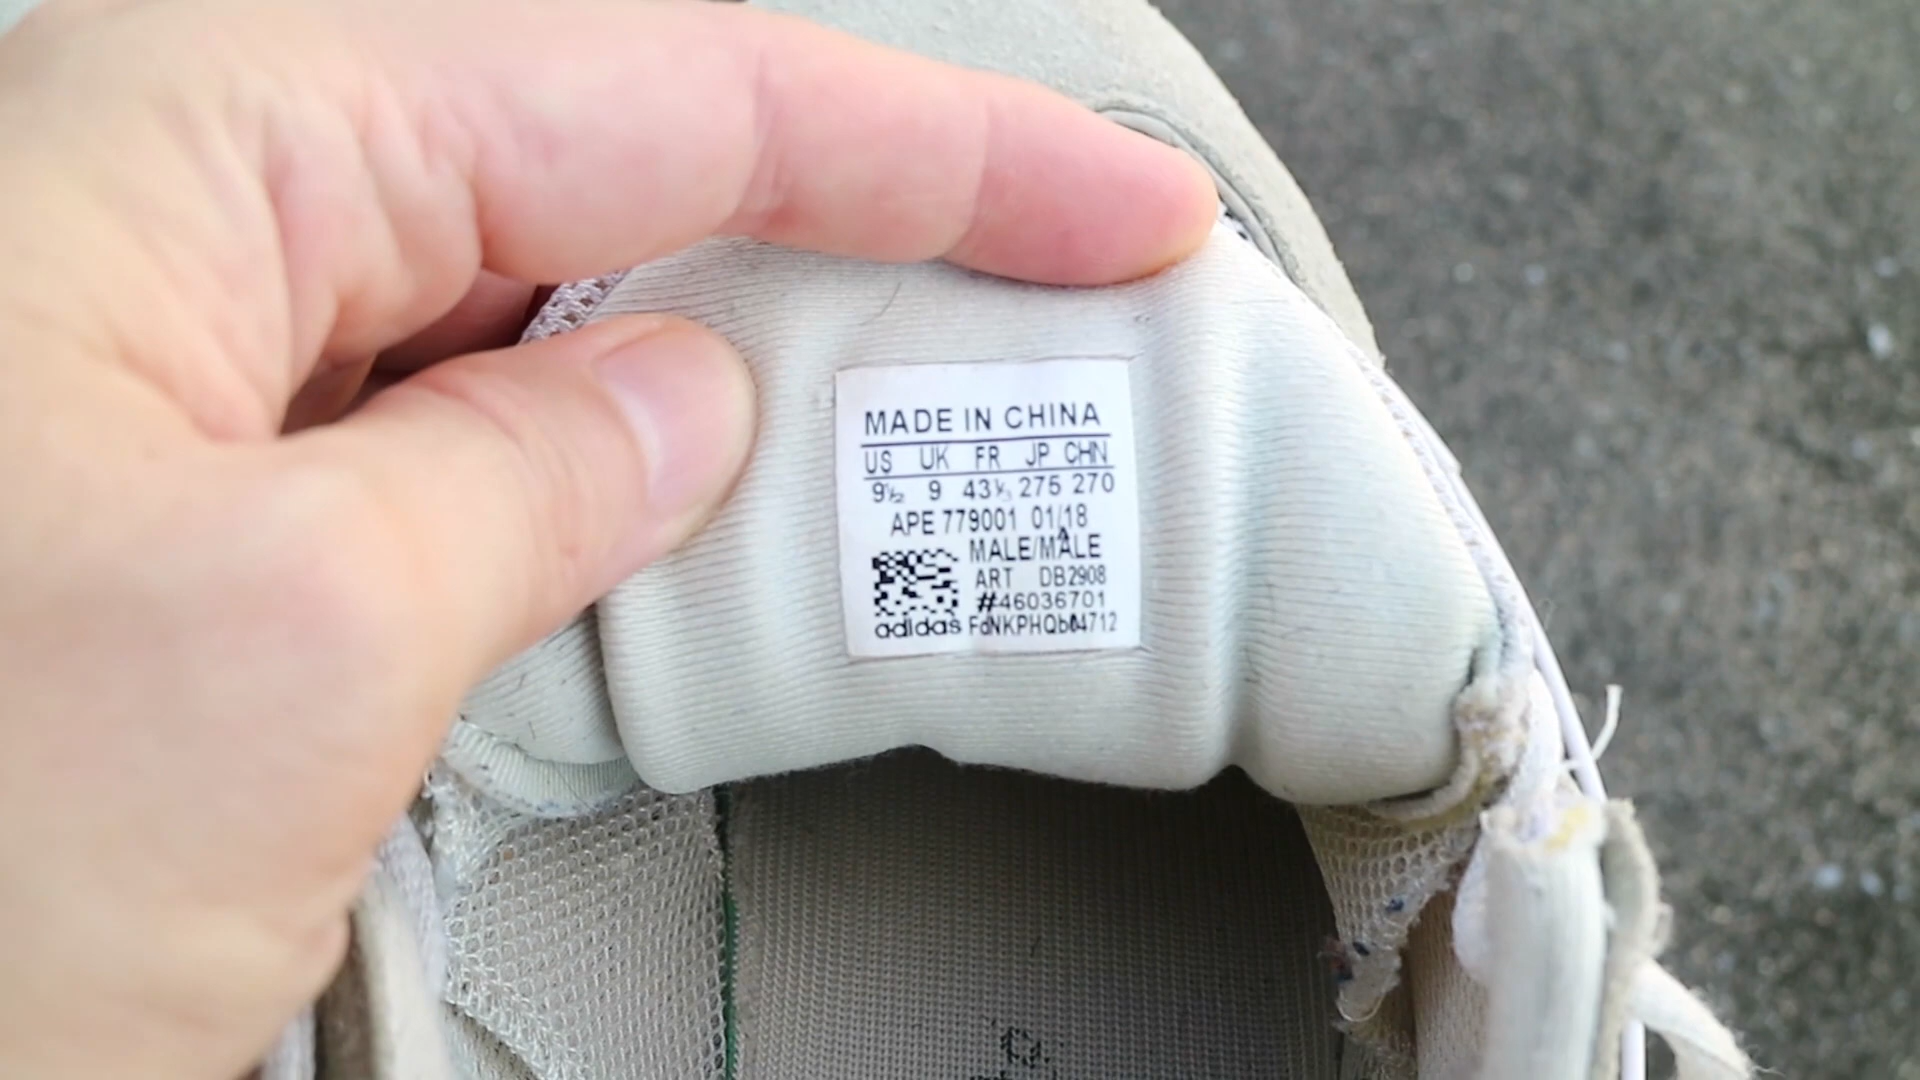 MADE IN CHINA
US UK FR JP CHN
9½ 9 43⅓ 275 270
APE 779001 01/18
MALE/MALE
ART DB2908
#46036701
adidas